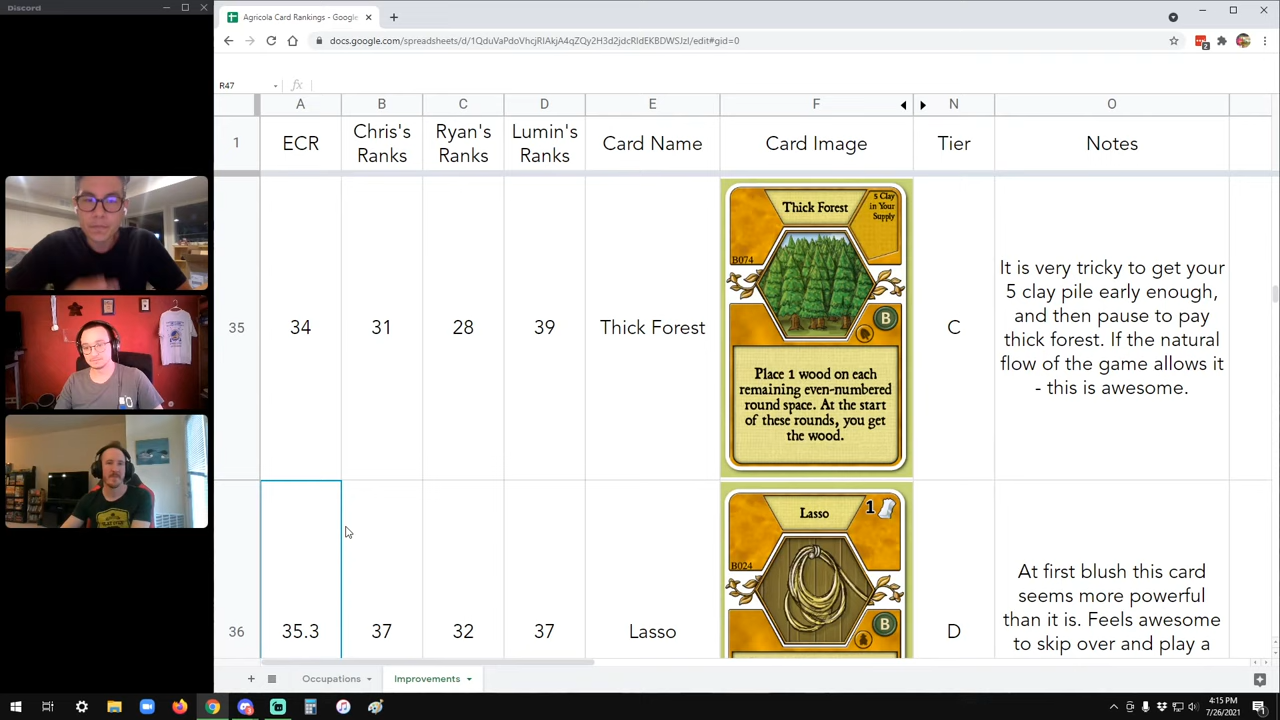 Discord
Agricola Card Rankings - Google
docs.google.com/spreadsheets/d/1QduVaPdoVhcjRIAkjA4qZQy2H3d2jdcRIdEKBDWSJzI/edit#gid=0
2
R47
fx
A B C D E F N O
1 ECR Chris's Ranks Ryan's Ranks Lumin's Ranks Card Name Card Image Tier Notes
Thick Forest
5 Clay
in Your
Supply
B074
B
Place 1 wood on each
remaining even-numbered
round space. At the start
of these rounds, you get
the wood.
35 34 31 28 39 Thick Forest C
It is very tricky to get your
5 clay pile early enough,
and then pause to pay
thick forest. If the natural
flow of the game allows it
- this is awesome.
Lasso
1
B024
B
36 35.3 37 32 37 Lasso D
At first blush this card
seems more powerful
than it is. Feels awesome
to skip over and play a
Occupations
Improvements
4:15 PM
7/26/2021
1